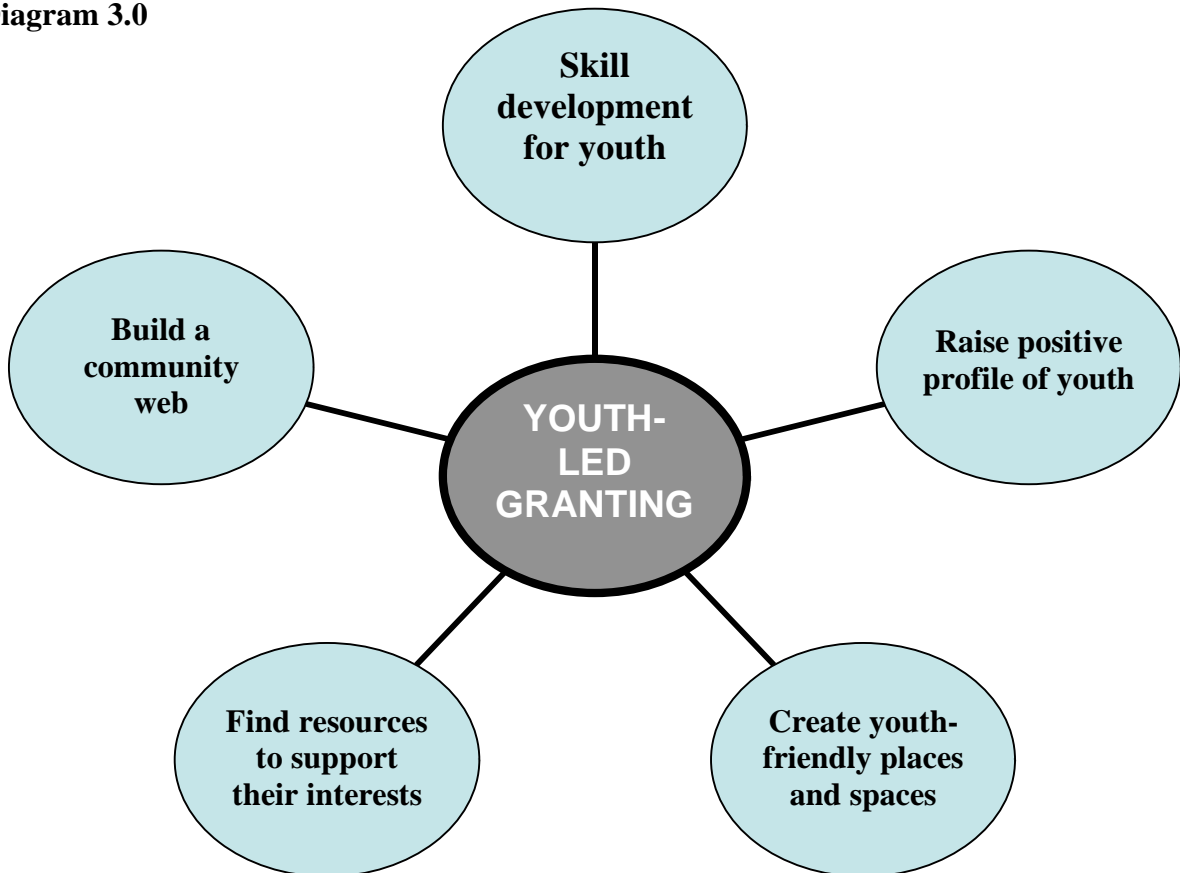 iagram 3.0
Skill
development
for youth
Build a
community
web
Raise positive
profile of youth
YOUTH-
LED
GRANTING
Find resources
to support
their interests
Create youth-
friendly places
and spaces